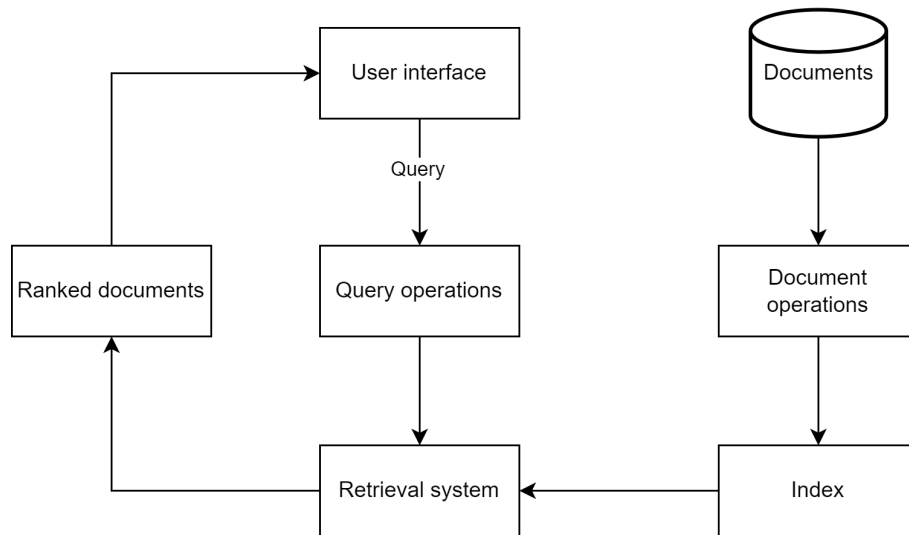 User interface
Documents
Query
Ranked documents
Query operations
Document
operations
Retrieval system
Index